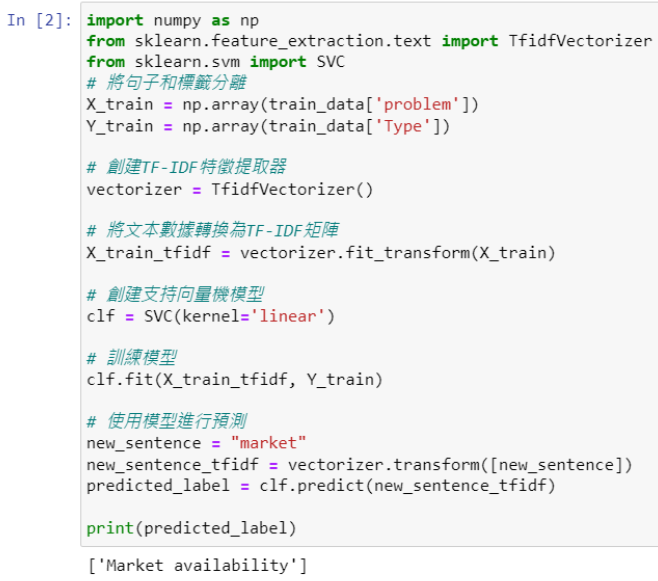 In [2]: import numpy as np
from sklearn.feature_extraction.text import TfidfVectorizer
from sklearn.svm import SVC
# 將句子和標籤分離
X_train = np.array(train_data['problem'])
Y_train = np.array(train_data['Type'])
# 創建TF-IDF特徵提取器
vectorizer = TfidfVectorizer()
# 將文本數據轉換為TF-IDF矩陣
X_train_tfidf = vectorizer.fit_transform(X_train)
# 創建支持向量機模型
clf = SVC(kernel='linear')
# 訓練模型
clf.fit(X_train_tfidf, Y_train)
# 使用模型進行預測
new_sentence = "market"
new_sentence_tfidf = vectorizer.transform([new_sentence])
predicted_label = clf.predict(new_sentence_tfidf)
print(predicted_label)
['Market availability']